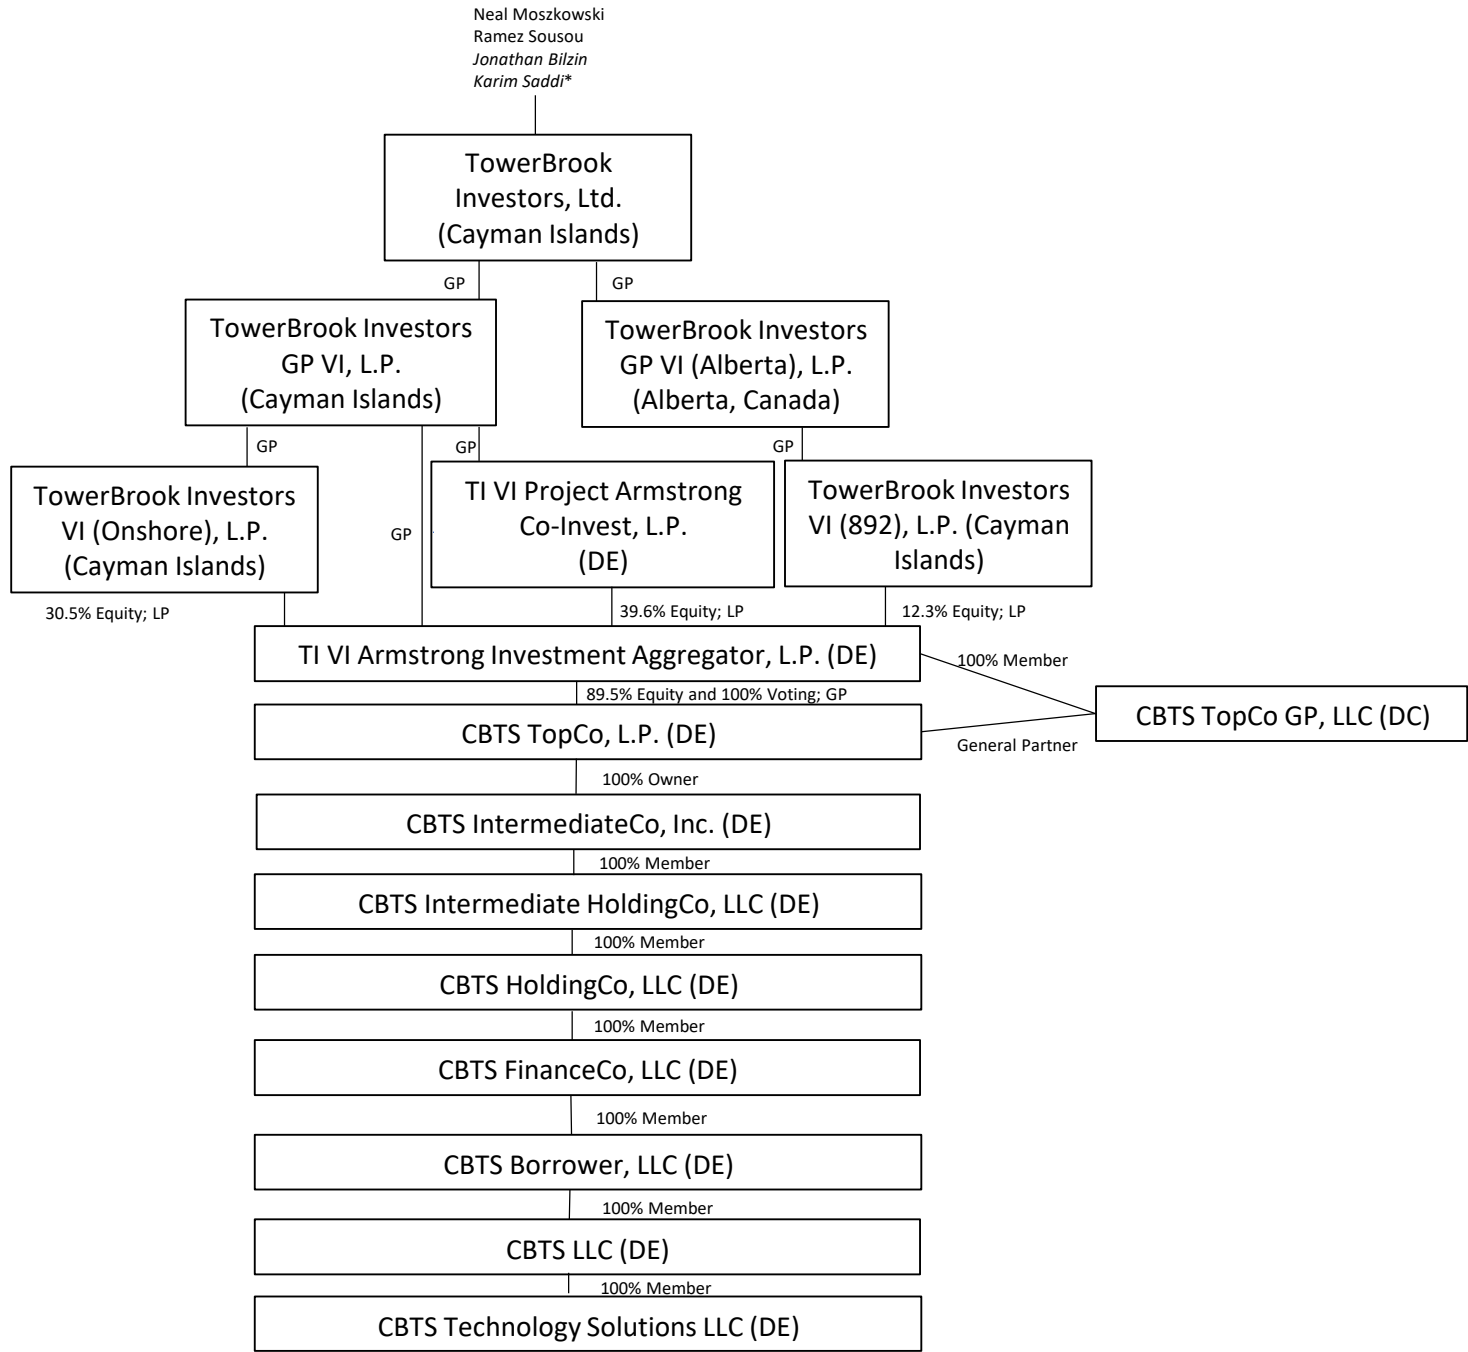 Neal Moszkowski
Ramez Sousou
Jonathan Bilzin
Karim Saddi*
TowerBrook
Investors, Ltd.
(Cayman Islands)
GP
GP
TowerBrook Investors
GP VI, L.P.
(Cayman Islands)
TowerBrook Investors
GP VI (Alberta), L.P.
(Alberta, Canada)
GP
GP
GP
GP
TowerBrook Investors
VI (Onshore), L.P.
(Cayman Islands)
TI VI Project Armstrong
Co-Invest, L.P.
(DE)
TowerBrook Investors
VI (892), L.P. (Cayman
Islands)
30.5% Equity; LP
39.6% Equity; LP
12.3% Equity; LP
TI VI Armstrong Investment Aggregator, L.P. (DE)
100% Member
89.5% Equity and 100% Voting; GP
CBTS TopCo GP, LLC (DC)
CBTS TopCo, L.P. (DE)
General Partner
100% Owner
CBTS IntermediateCo, Inc. (DE)
100% Member
CBTS Intermediate HoldingCo, LLC (DE)
100% Member
CBTS HoldingCo, LLC (DE)
100% Member
CBTS FinanceCo, LLC (DE)
100% Member
CBTS Borrower, LLC (DE)
100% Member
CBTS LLC (DE)
100% Member
CBTS Technology Solutions LLC (DE)